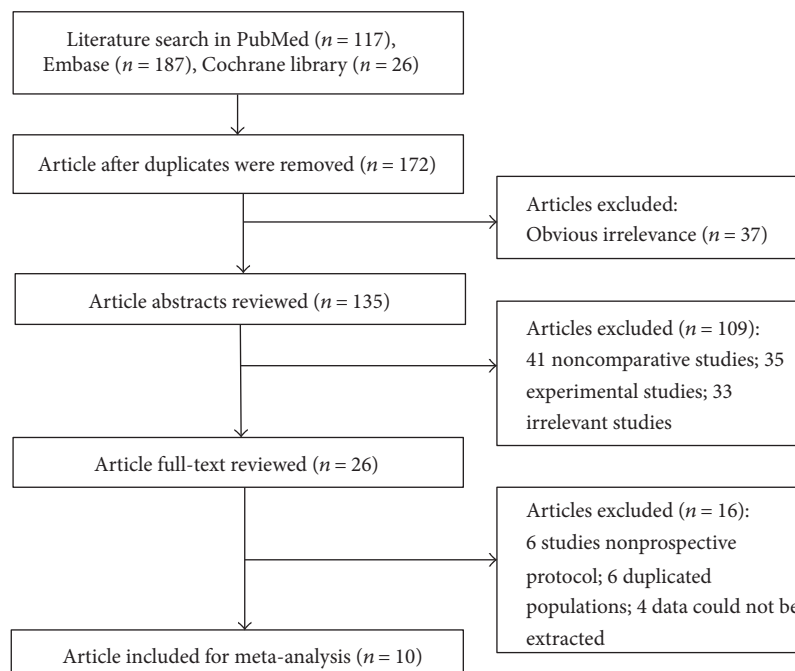 Literature search in PubMed (n = 117),
Embase (n = 187), Cochrane library (n = 26)
Article after duplicates were removed (n = 172)
Articles excluded:
Obvious irrelevance (n = 37)
Article abstracts reviewed (n = 135)
Articles excluded (n = 109):
41 noncomparative studies; 35
experimental studies; 33
irrelevant studies
Article full-text reviewed (n = 26)
Articles excluded (n = 16):
6 studies nonprospective
protocol; 6 duplicated
populations; 4 data could not be
extracted
Article included for meta-analysis (n = 10)